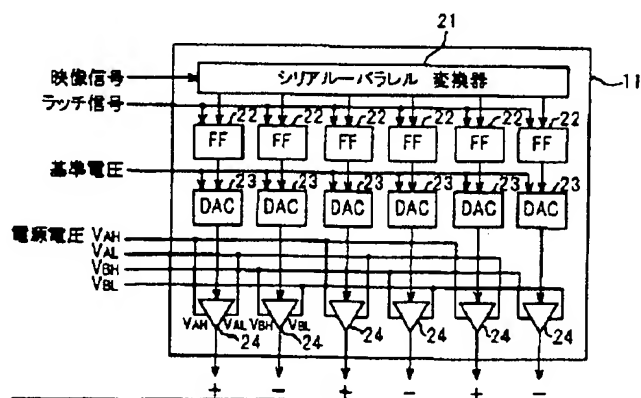 21
映像信号
シリアルーパラレル 変換器
11
ラッチ信号
22 22 22 22 22 22
FF FF FF FF FF FF
基準電圧
23 23 23 23 23 23
DAC DAC DAC DAC DAC DAC
電源電圧 VAH
VAL
VBH
VBL
VAH VAL VBH VBL
24 24 24 24 24 24
+ - + - + -